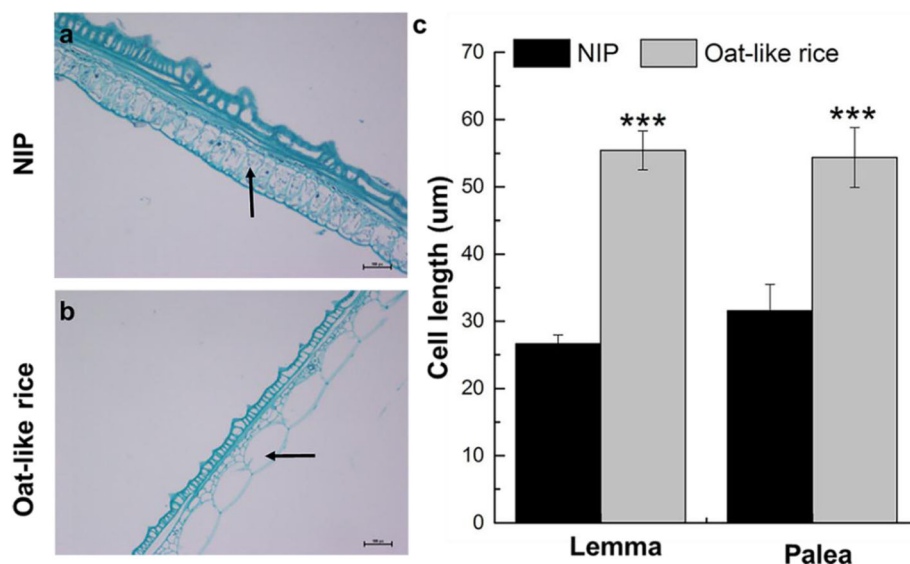 a
NIP
b
Oat-like rice
c
NIP
Oat-like rice
Cell length (um)
70
60
50
40
30
20
10
0
***
***
Lemma
Palea